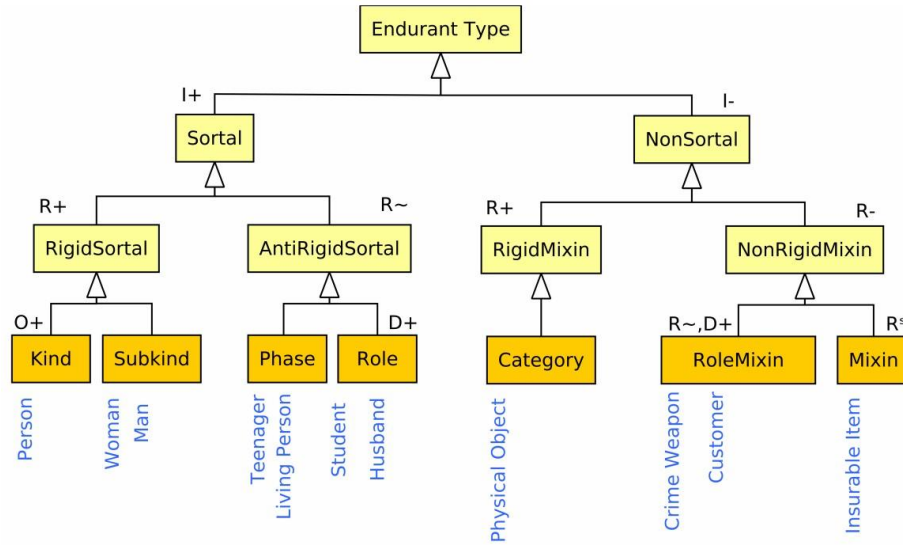 Endurant Type
I+
I-
Sortal
NonSortal
R+
R~
R+
R-
RigidSortal
AntiRigidSortal
RigidMixin
NonRigidMixin
O+
D+
R~,D+
Rˢ
Kind
Subkind
Phase
Role
Category
RoleMixin
Mixin
Person
Woman
Man
Teenager
Living Person
Student
Husband
Physical Object
Crime Weapon
Customer
Insurable Item